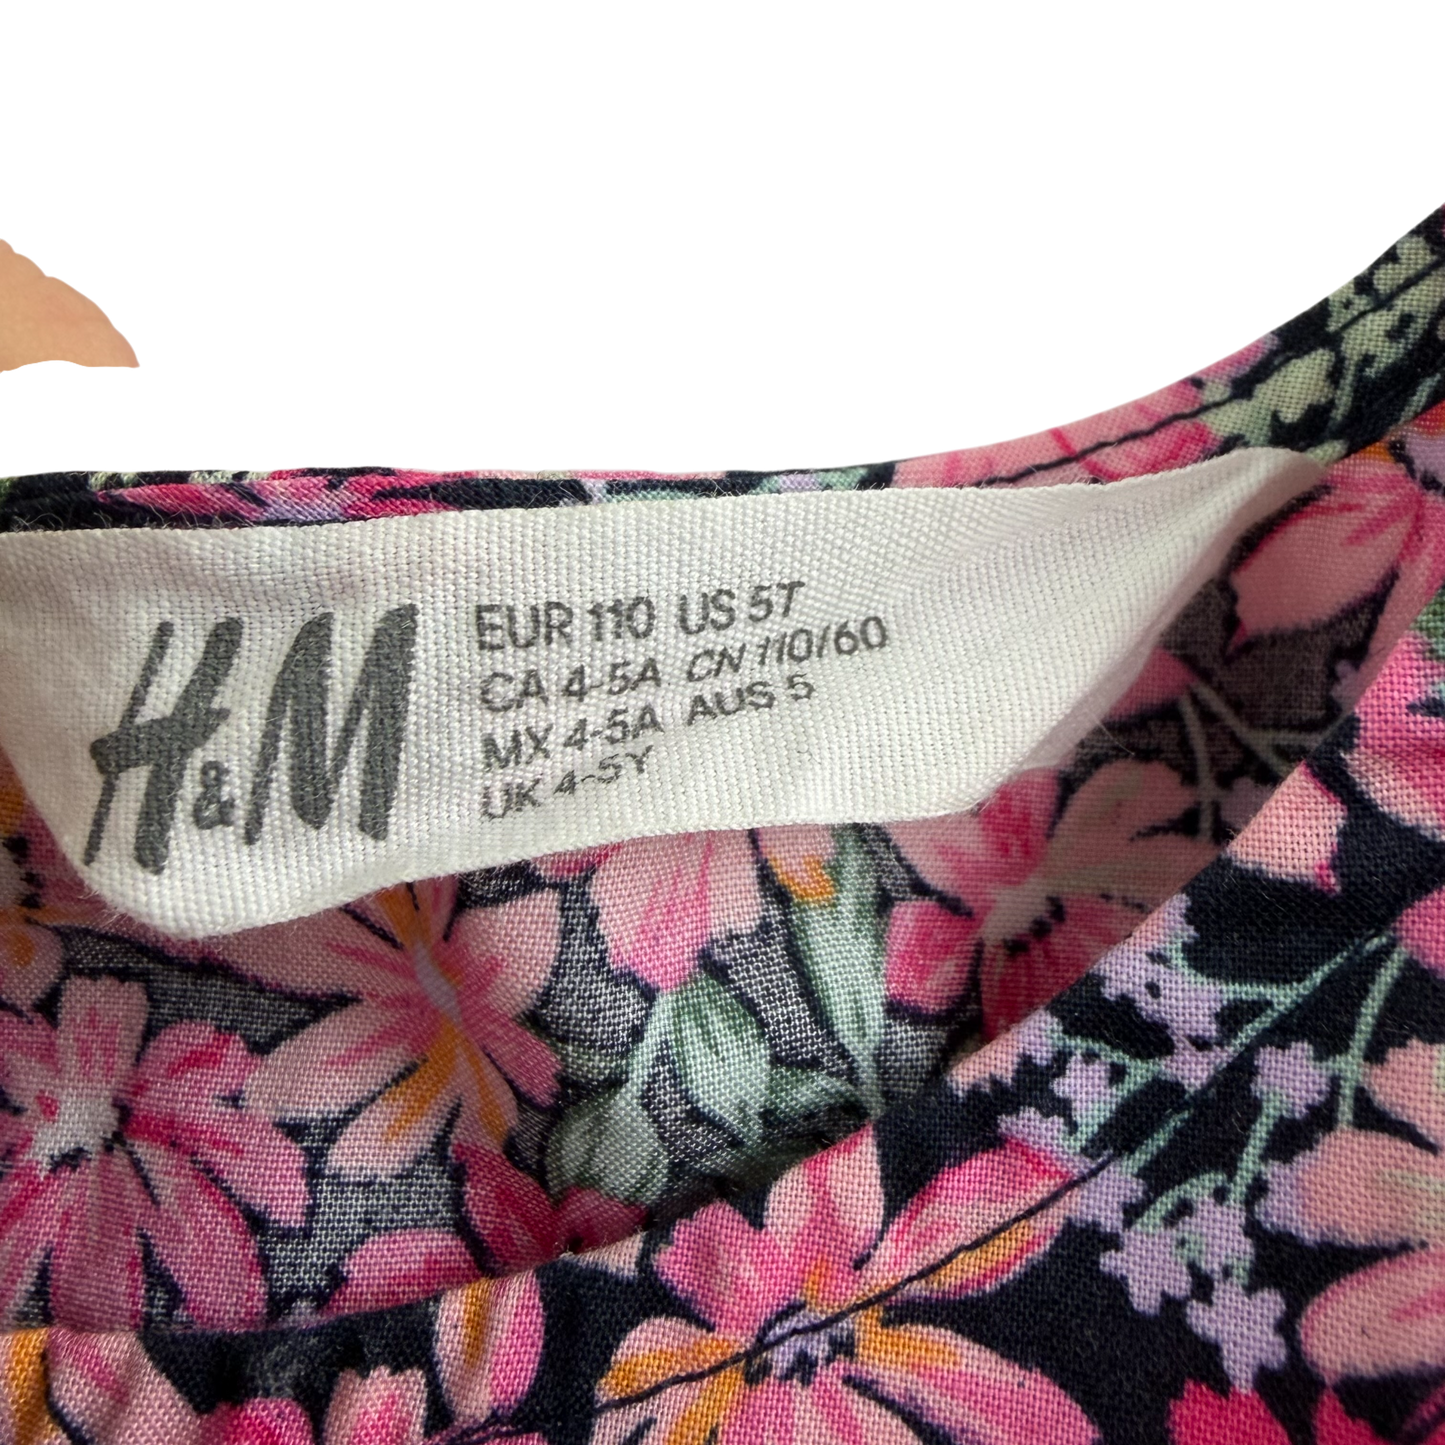 H&M
EUR 110 US 5T
CA 4-5A CN 110/60
MX 4-5A AUS 5
UK 4-5Y